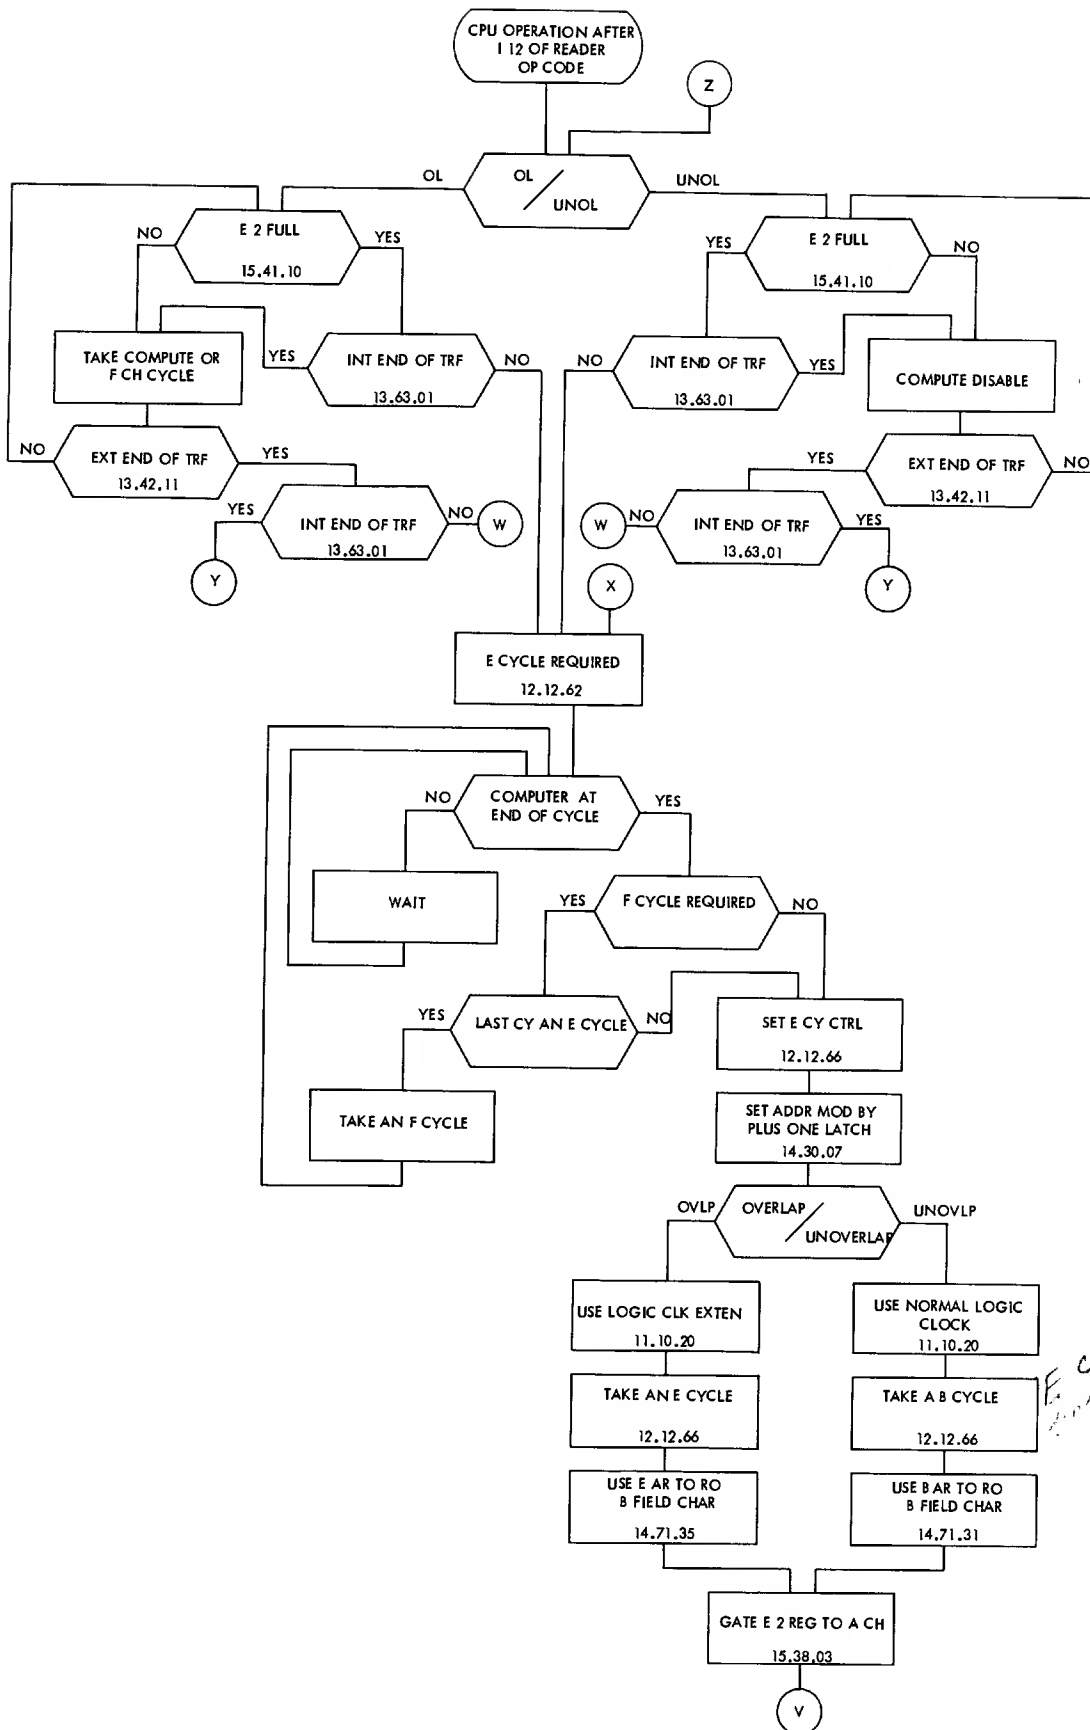 CPU OPERATION AFTER
I 12 OF READER
OP CODE
Z
OL
OL
UNOL
UNOL
NO
E 2 FULL
15.41.10
YES
YES
E 2 FULL
15.41.10
NO
TAKE COMPUTE OR
F CH CYCLE
YES
INT END OF TRF
13.63.01
NO
NO
INT END OF TRF
13.63.01
YES
COMPUTE DISABLE
NO
EXT END OF TRF
13.42.11
YES
YES
EXT END OF TRF
13.42.11
NO
YES
INT END OF TRF
13.63.01
NO
W
W
NO
INT END OF TRF
13.63.01
YES
Y
X
Y
E CYCLE REQUIRED
12.12.62
NO
COMPUTER AT
END OF CYCLE
YES
WAIT
YES
F CYCLE REQUIRED
NO
YES
LAST CY AN E CYCLE
NO
SET E CY CTRL
12.12.66
TAKE AN F CYCLE
SET ADDR MOD BY
PLUS ONE LATCH
14.30.07
OVLP
OVERLAP
UNOVERLAP
UNOVLP
USE LOGIC CLK EXTEN
11.10.20
USE NORMAL LOGIC
CLOCK
11.10.20
TAKE AN E CYCLE
12.12.66
TAKE A B CYCLE
12.12.66
USE E AR TO RO
B FIELD CHAR
14.71.35
USE B AR TO RO
B FIELD CHAR
14.71.31
GATE E 2 REG TO A CH
15.38.03
V